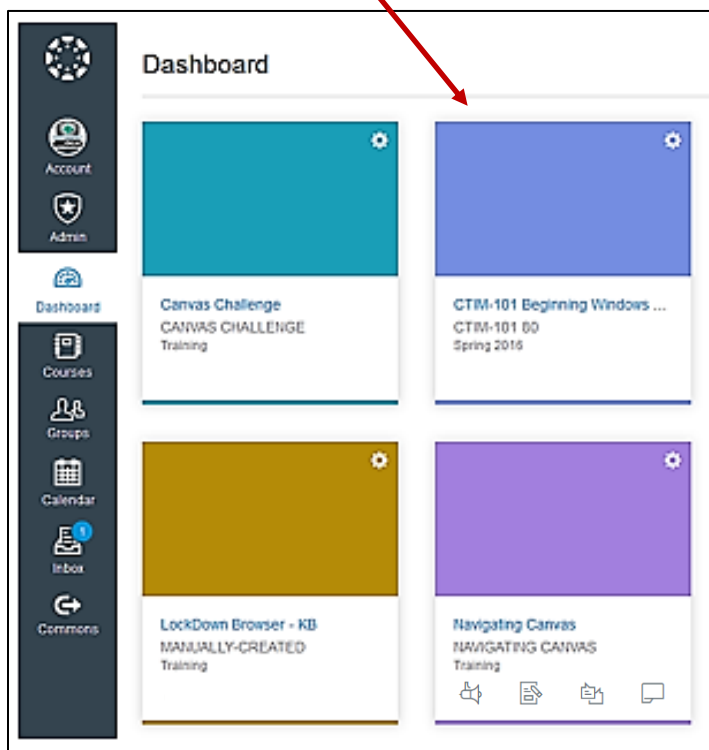 Dashboard
Account
Admin
Dashboard
Courses
Groups
Calendar
1
Inbox
Commons
Canvas Challenge
CANVAS CHALLENGE
Training
CTIM-101 Beginning Windows ...
CTIM-101 80
Spring 2016
LockDown Browser - KB
MANUALLY-CREATED
Training
Navigating Canvas
NAVIGATING CANVAS
Training